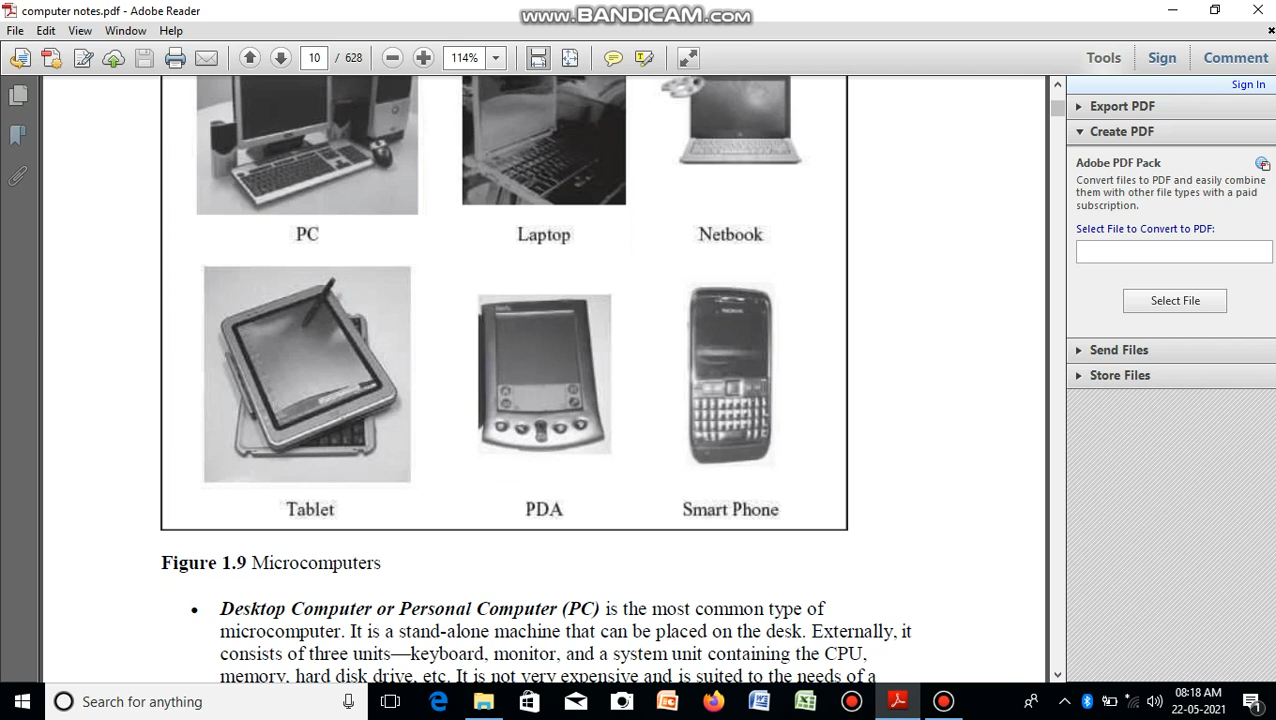 computer notes.pdf - Adobe Reader
www.BANDICAM.com
File Edit View Window Help
10 / 628 114% Tools Sign Comment
Sign In
Export PDF
Create PDF
Adobe PDF Pack
Convert files to PDF and easily combine
them with other file types with a paid
subscription.
Select File to Convert to PDF:
Select File
Send Files
Store Files
PC Laptop Netbook
NOKIA
Tablet PDA Smart Phone
Figure 1.9 Microcomputers
• Desktop Computer or Personal Computer (PC) is the most common type of
microcomputer. It is a stand-alone machine that can be placed on the desk. Externally, it
consists of three units—keyboard, monitor, and a system unit containing the CPU,
memory, hard disk drive, etc. It is not very expensive and is suited to the needs of a
Search for anything
08:18 AM
22-05-2021
1